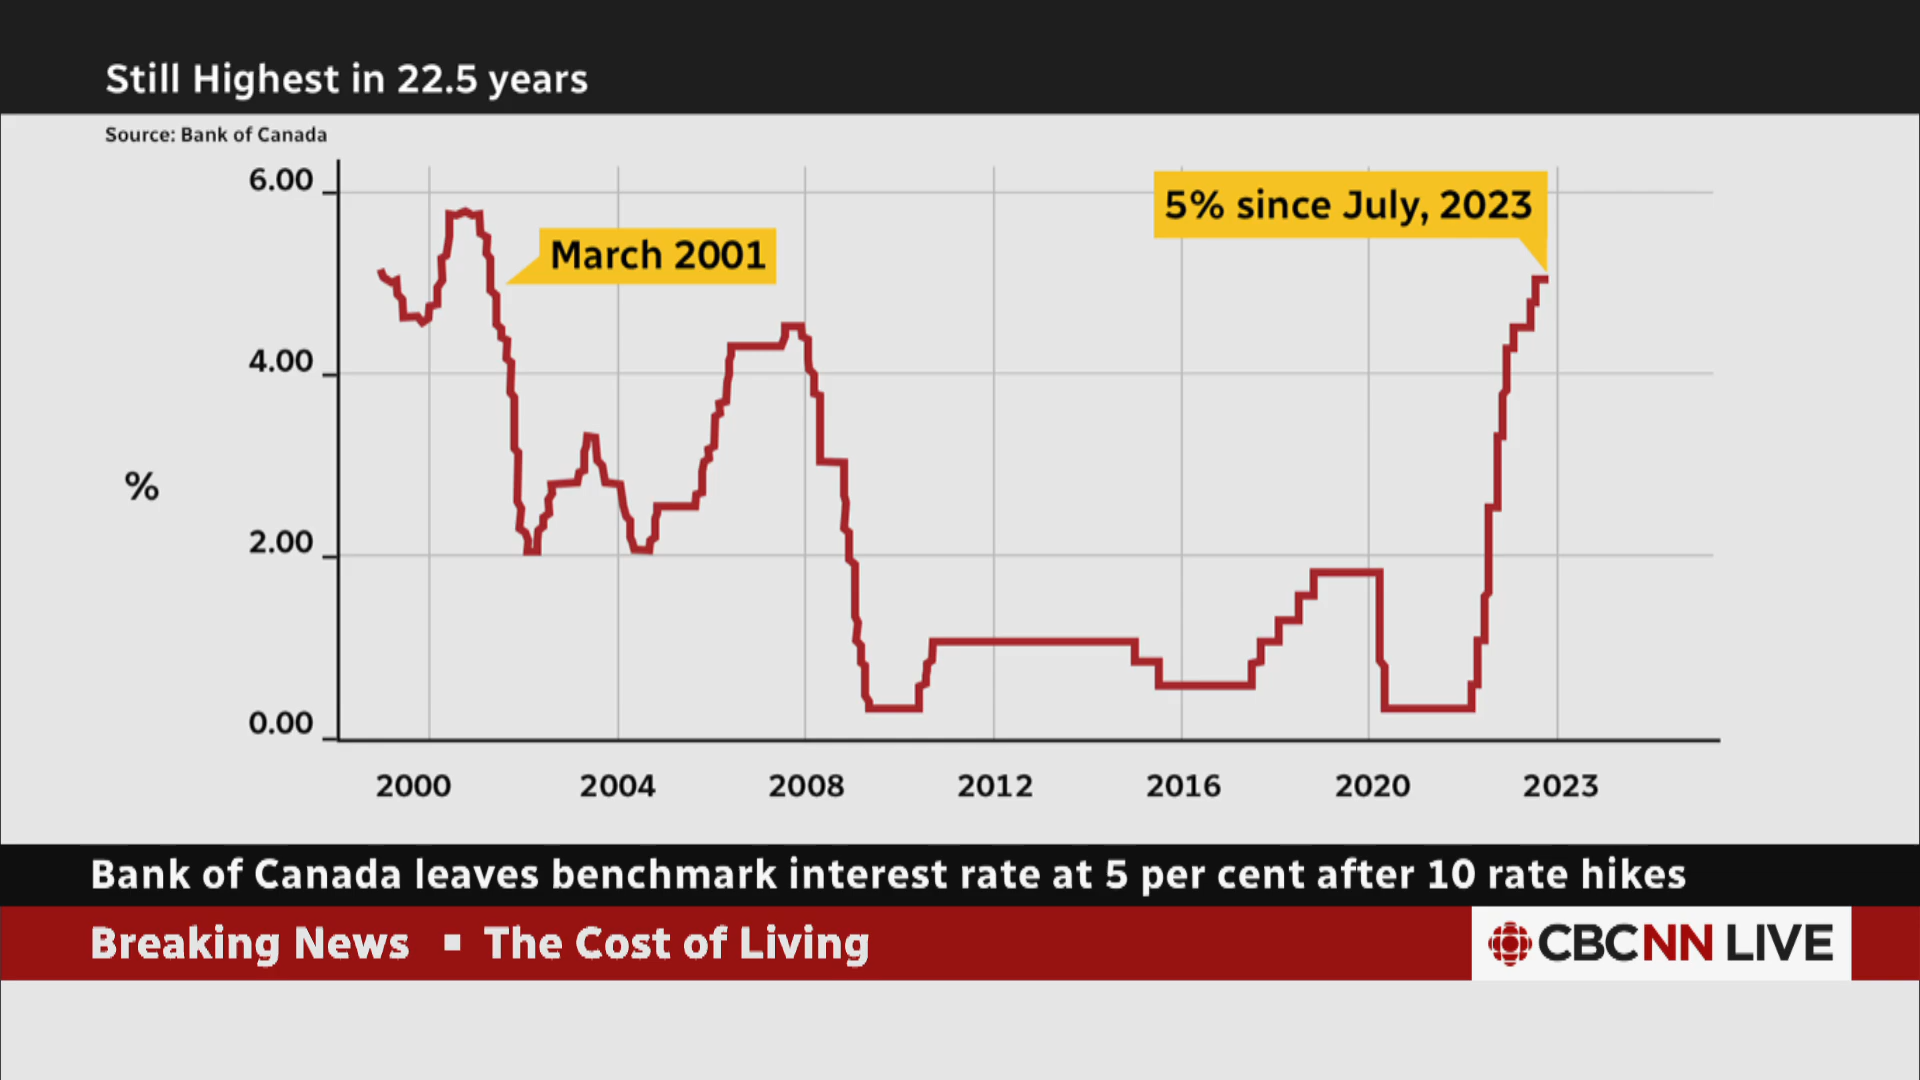 Still Highest in 22.5 years
Source: Bank of Canada
6.00
5% since July, 2023
March 2001
4.00
%
2.00
0.00
2000 2004 2008 2012 2016 2020 2023
Bank of Canada leaves benchmark interest rate at 5 per cent after 10 rate hikes
Breaking News ▪ The Cost of Living
CBCNN LIVE